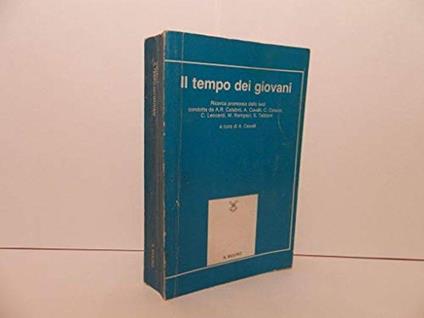 Il tempo dei giovani
Ricerca promossa dallo Iard
condotta da A.R. Calabrò, A. Cavalli, C. Colucci,
C. Leccardi, M. Rampazi, S. Tabboni
a cura di A. Cavalli
IL MULINO